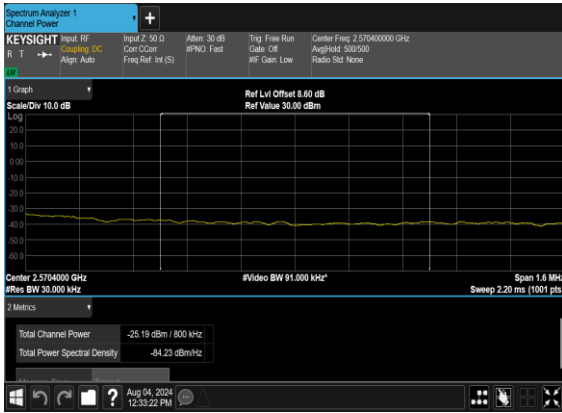 Spectrum Analyzer 1
Channel Power
KEYSIGHT Input: RF Input Z: 50 Ω Atten: 30 dB Trig: Free Run Center Freq: 2.570400000 GHz
R T Coupling: DC Corr CCorr #PNO: Fast Gate: Off Avg|Hold: 500/500
Align: Auto Freq Ref: Int (S) #IF Gain: Low Radio Std: None
1 Graph
Ref Lvl Offset 8.60 dB
Scale/Div 10.0 dB Ref Value 30.00 dBm
Log
20.0
10.0
0.00
-10.0
-20.0
-30.0
-40.0
-50.0
-60.0
Center 2.5704000 GHz #Video BW 91.000 kHz* Span 1.6 MHz
#Res BW 30.000 kHz Sweep 2.20 ms (1001 pts
2 Metrics
Total Channel Power -25.19 dBm / 800 kHz
Total Power Spectral Density -84.23 dBm/Hz
Aug 04, 2024
12:33:22 PM